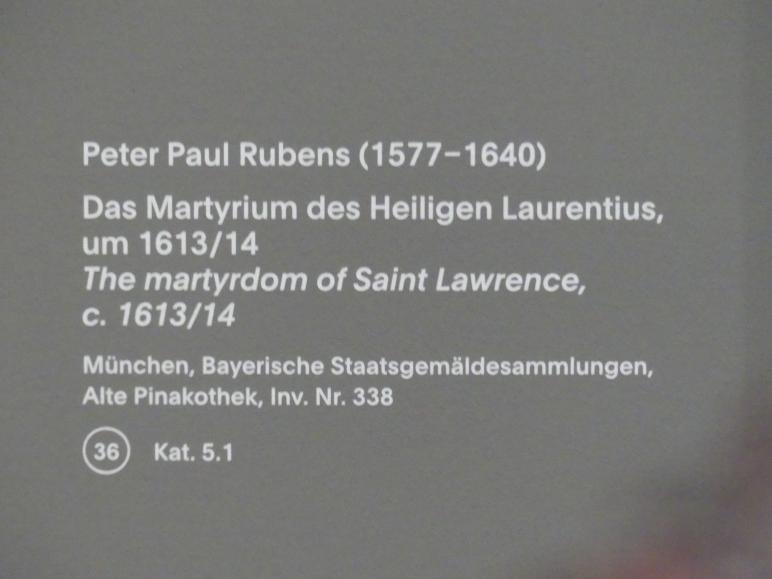 Peter Paul Rubens (1577–1640)
Das Martyrium des Heiligen Laurentius,
um 1613/14
The martyrdom of Saint Lawrence,
c. 1613/14
München, Bayerische Staatsgemäldesammlungen,
Alte Pinakothek, Inv. Nr. 338
36 Kat. 5.1